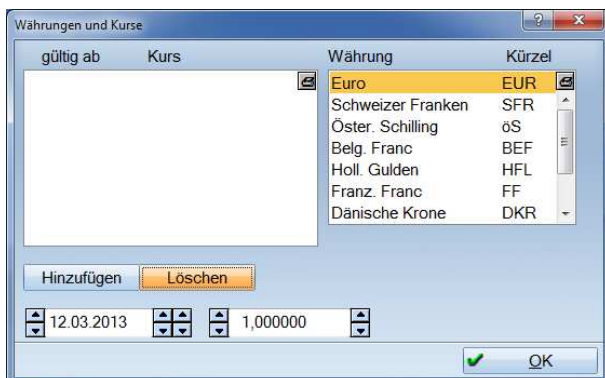 Währungen und Kurse
gültig ab Kurs Währung Kürzel
Euro EUR
Schweizer Franken SFR
Öster. Schilling öS
Belg. Franc BEF
Holl. Gulden HFL
Franz. Franc FF
Dänische Krone DKR
Hinzufügen Löschen
12.03.2013 1,000000
OK